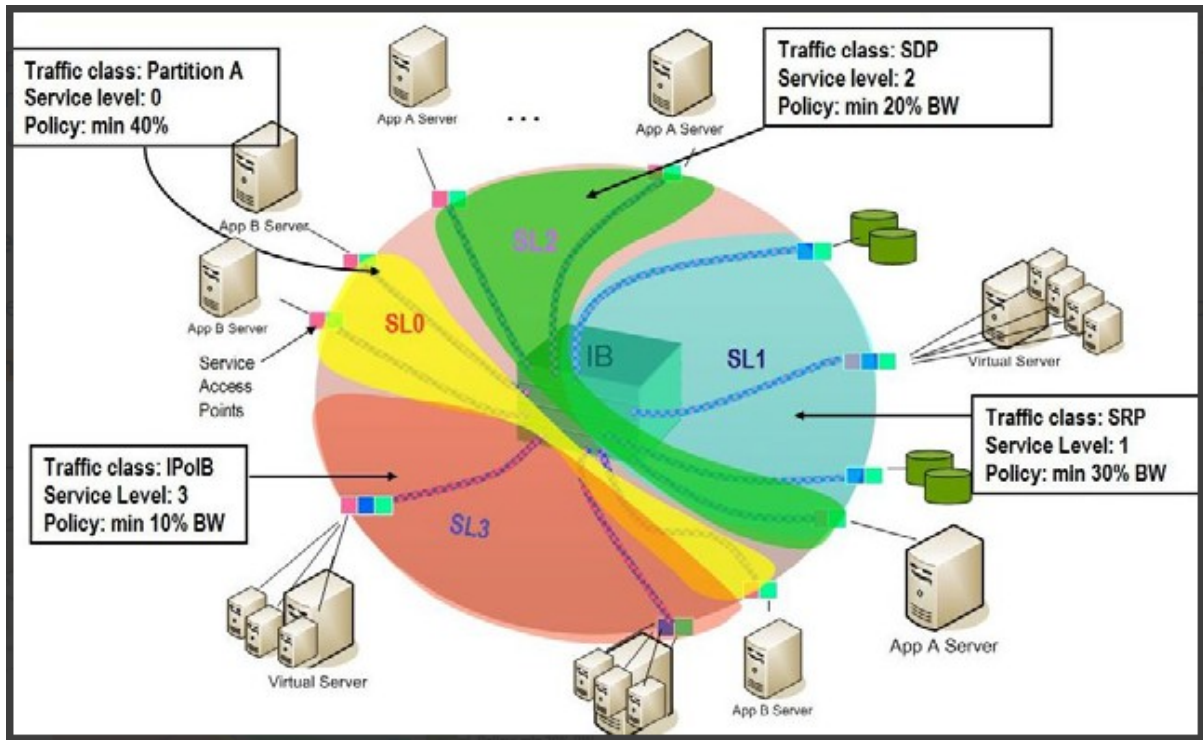 Traffic class: Partition A
Service level: 0
Policy: min 40%
Traffic class: SDP
Service level: 2
Policy: min 20% BW
App A Server
...
App A Server
App B Server
App B Server
Service
Access
Points
SL2
SL0
IB
SL1
Virtual Server
Traffic class: SRP
Service Level: 1
Policy: min 30% BW
Traffic class: IPoIB
Service Level: 3
Policy: min 10% BW
SL3
Virtual Server
App B Server
App A Server